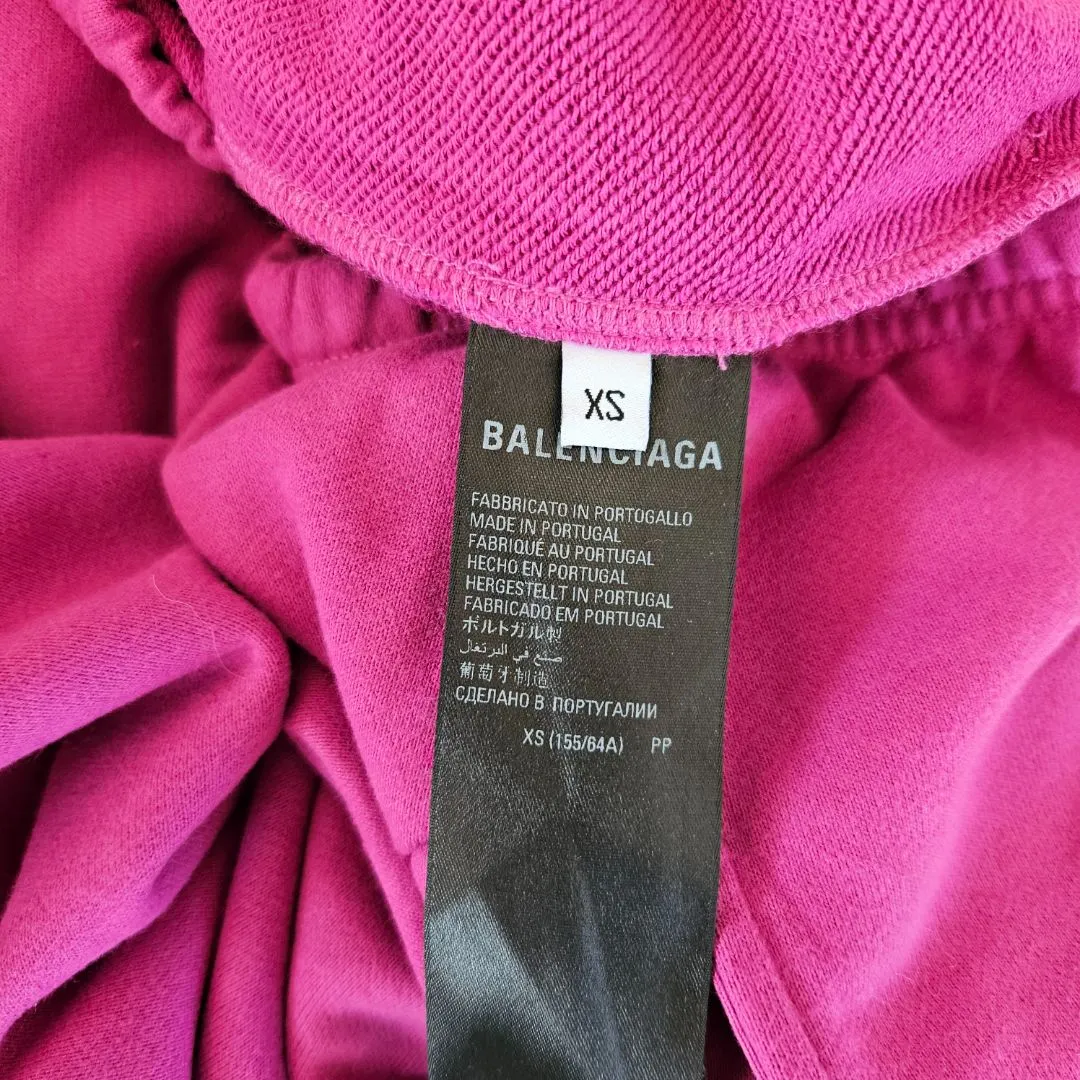 XS
BALENCIAGA
FABBRICATO IN PORTOGALLO
MADE IN PORTUGAL
FABRIQUÉ AU PORTUGAL
HECHO EN PORTUGAL
HERGESTELLT IN PORTUGAL
FABRICADO EM PORTUGAL
ポルトガル製
صنع في البرتغال
葡萄牙制造
СДЕЛАНО В ПОРТУГАЛИИ
XS (155/64A) PP